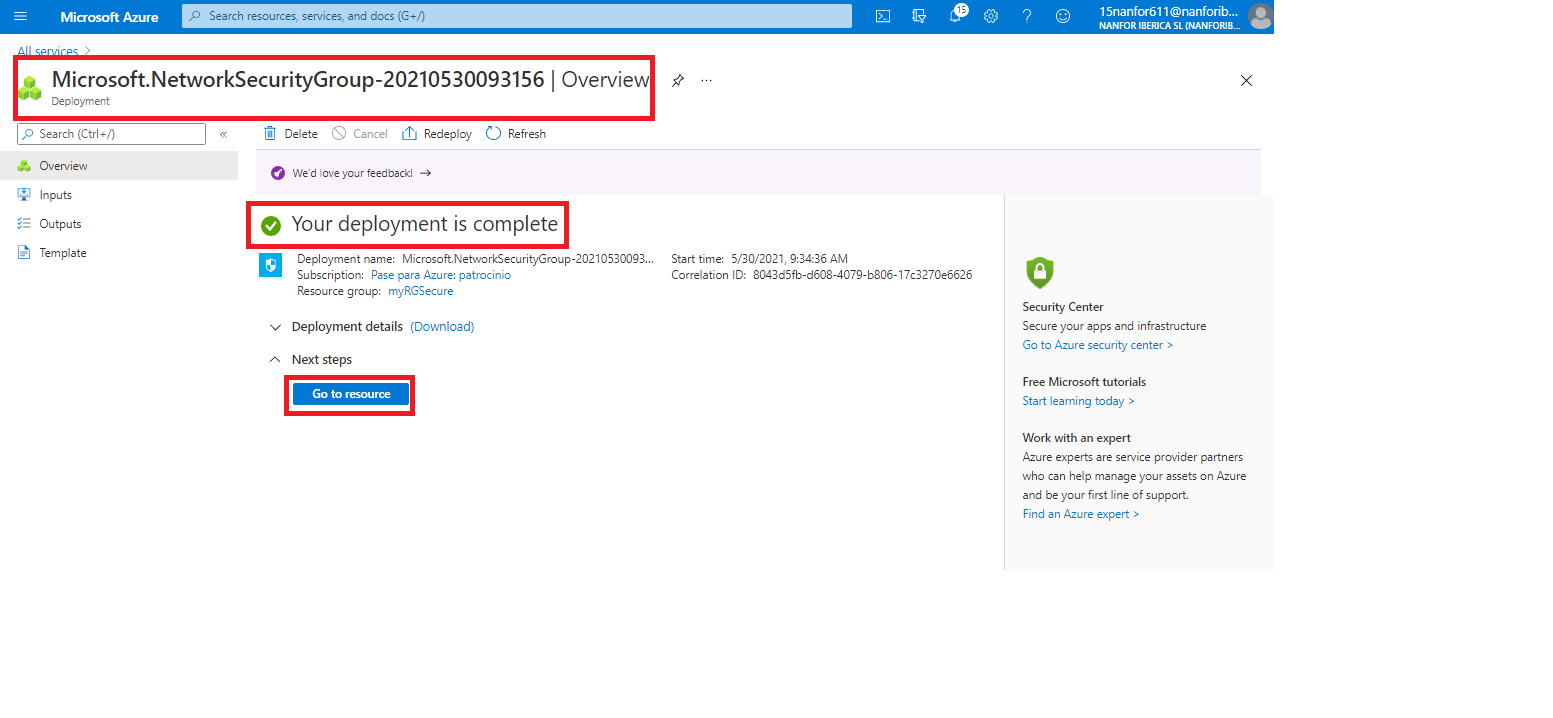 Microsoft Azure
Search resources, services, and docs (G+/)
15
15nanfor611@nanforib...
NANFOR IBERICA SL (NANFORIB...
All services
Microsoft.NetworkSecurityGroup-20210530093156 | Overview
Deployment
...
Search (Ctrl+/)
«
Delete
Cancel
Redeploy
Refresh
Overview
Inputs
Outputs
Template
We'd love your feedback! →
Your deployment is complete
Deployment name: Microsoft.NetworkSecurityGroup-20210530093...
Subscription: Pase para Azure: patrocinio
Resource group: myRGSecure
Start time: 5/30/2021, 9:34:36 AM
Correlation ID: 8043d5fb-d608-4079-b806-17c3270e6626
Deployment details (Download)
Next steps
Go to resource
Security Center
Secure your apps and infrastructure
Go to Azure security center >
Free Microsoft tutorials
Start learning today >
Work with an expert
Azure experts are service provider partners
who can help manage your assets on Azure
and be your first line of support.
Find an Azure expert >